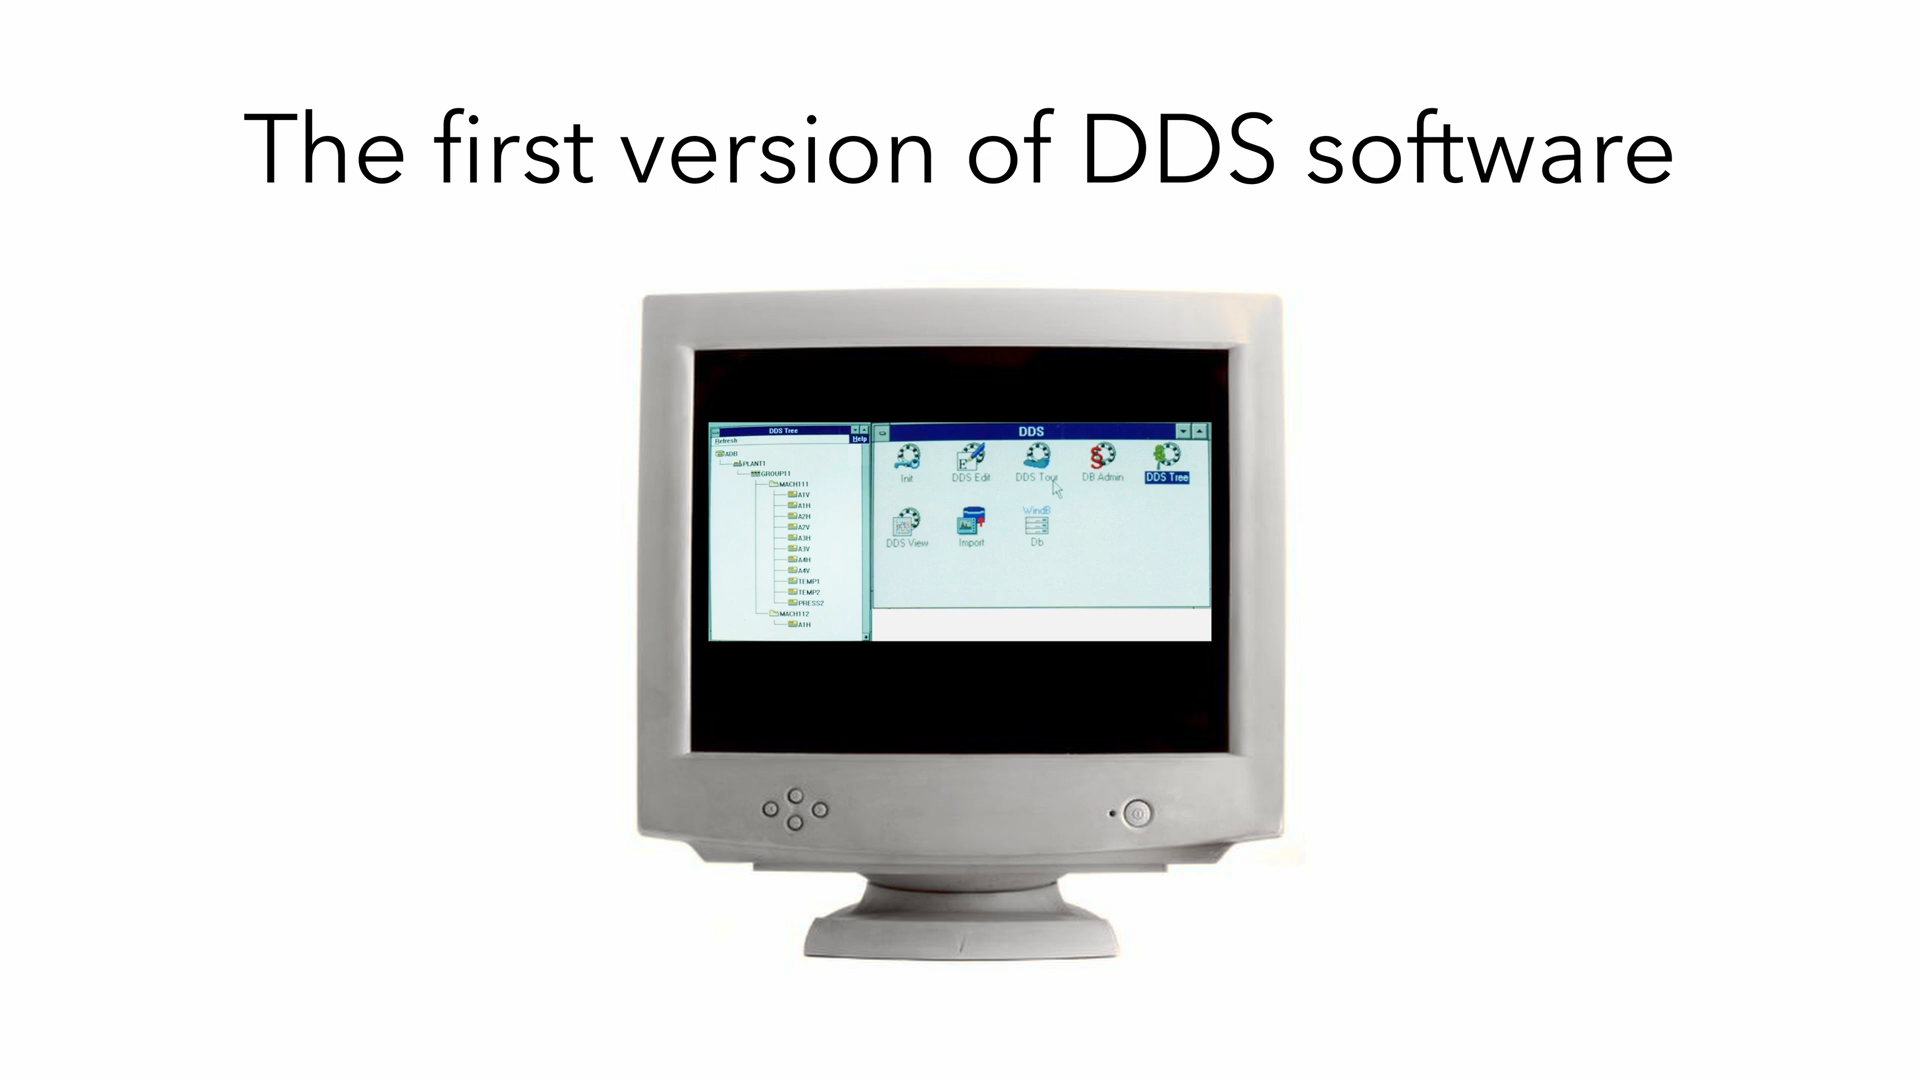 The first version of DDS software
DDS Tree
Refresh
Help
ADB
PLANT1
GROUP11
MACH111
A1V
A1H
A2H
A2V
A3H
A3V
A4H
A4V
TEMP1
TEMP2
PRESS2
MACH112
A1H
DDS
Init
DDS Edit
DDS Tour
DB Admin
DDS Tree
DDS View
Import
WindB
Db